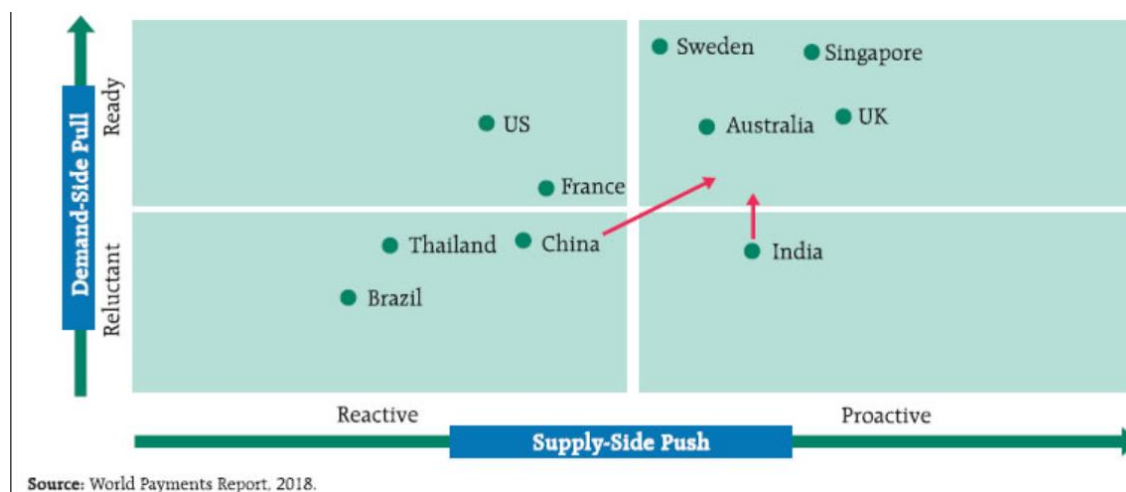 Demand-Side Pull
Ready
Reluctant
Sweden
Singapore
US
Australia
UK
France
Thailand
China
India
Brazil
Reactive
Proactive
Supply-Side Push
Source: World Payments Report, 2018.